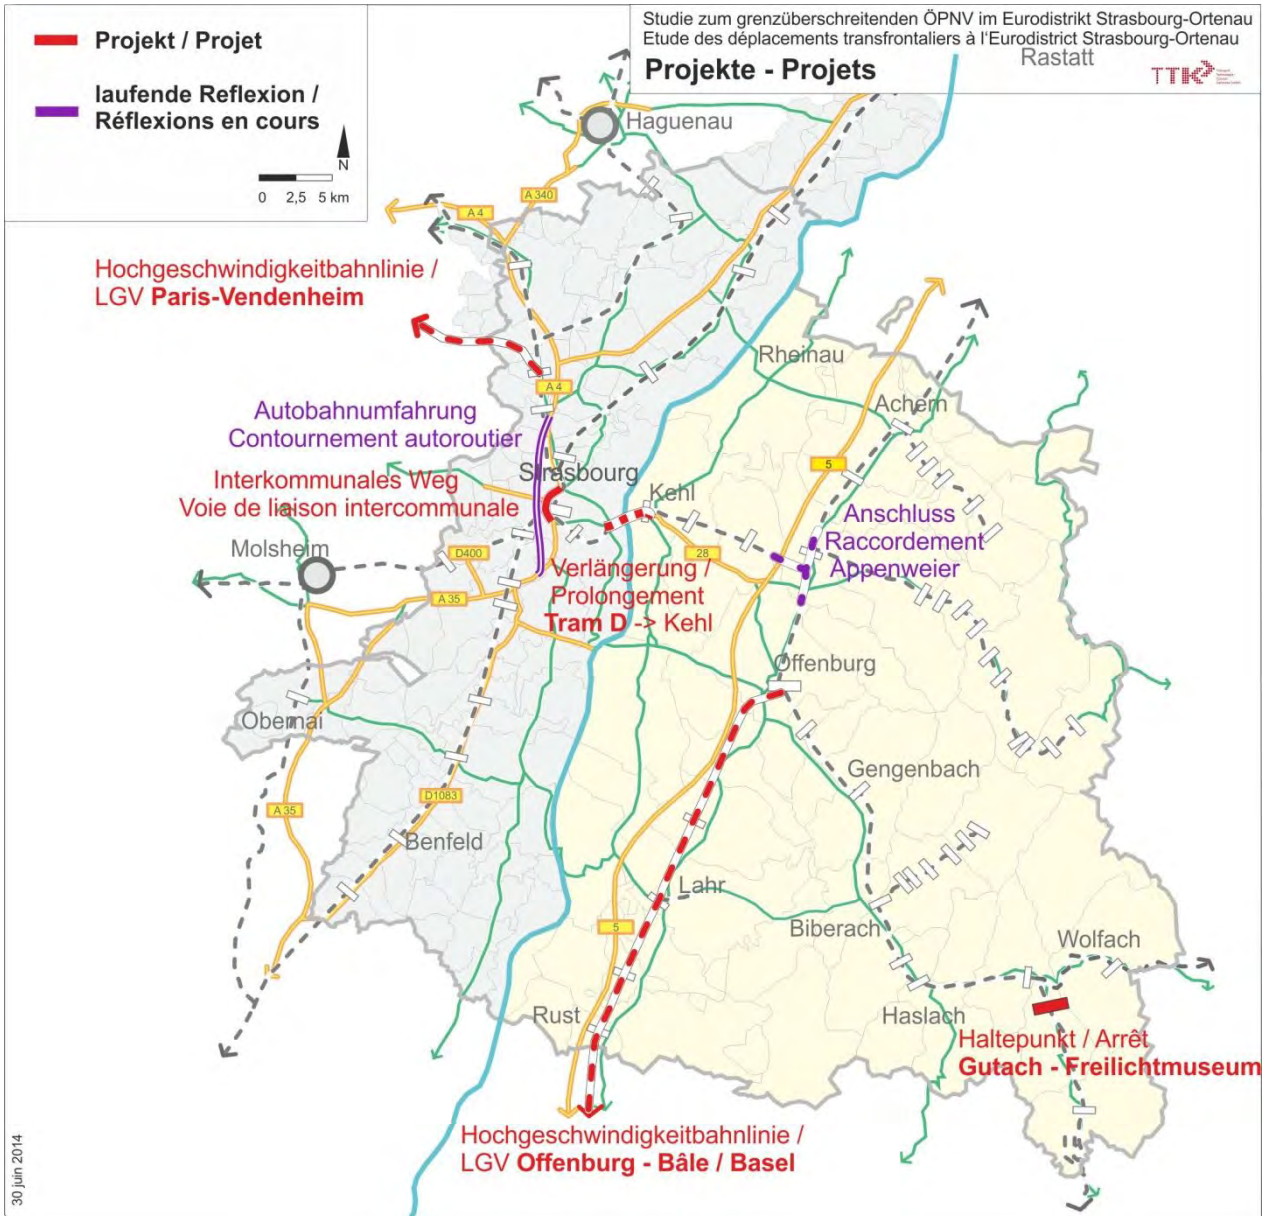 Studie zum grenzüberschreitenden ÖPNV im Eurodistrikt Strasbourg-Ortenau
Etude des déplacements transfrontaliers à l'Eurodistrict Strasbourg-Ortenau
Projekte - Projets
TTK
Projekt / Projet
laufende Reflexion /
Réflexions en cours
N
0 2,5 5 km
Rastatt
Haguenau
A 340
A 4
Hochgeschwindigkeitbahnlinie /
LGV Paris-Vendenheim
Rheinau
A 4
Achern
Autobahnumfahrung
Contournement autoroutier
5
Strasbourg
Interkommunales Weg
Voie de liaison intercommunale
Kehl
Anschluss
Raccordement
Appenweier
Molsheim
D400
28
Verlängerung /
Prolongement
Tram D -> Kehl
A 35
Offenburg
Obernai
Gengenbach
D1083
A 35
Benfeld
Lahr
5
Biberach
Wolfach
Rust
Haslach
Haltepunkt / Arrêt
Gutach - Freilichtmuseum
Hochgeschwindigkeitbahnlinie /
LGV Offenburg - Bâle / Basel
30 juin 2014